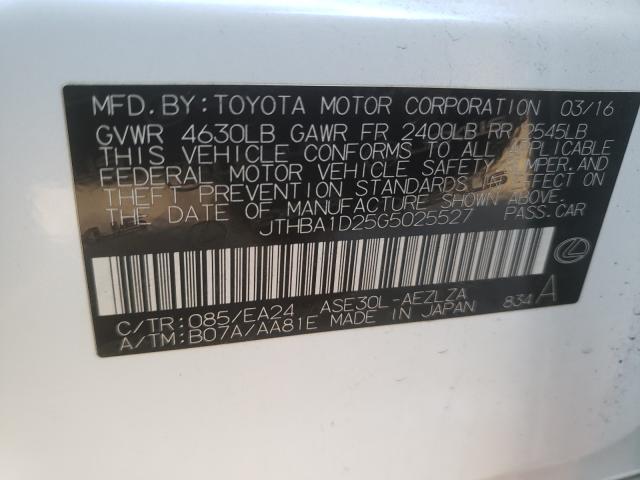 MFD.BY: TOYOTA MOTOR CORPORATION 03/16
GVWR 4630LB GAWR FR 2400LB RR 2545LB
THIS VEHICLE CONFORMS TO ALL APPLICABLE
FEDERAL MOTOR VEHICLE SAFETY, BUMPER, AND
THEFT PREVENTION STANDARDS IN EFFECT ON
THE DATE OF MANUFACTURE SHOWN ABOVE.
JTHBA1D25G5025527 PASS.CAR
C/TR: 085/EA24 ASE30L-AEZLZA 834 A
A/TM: B07A/AA81E MADE IN JAPAN